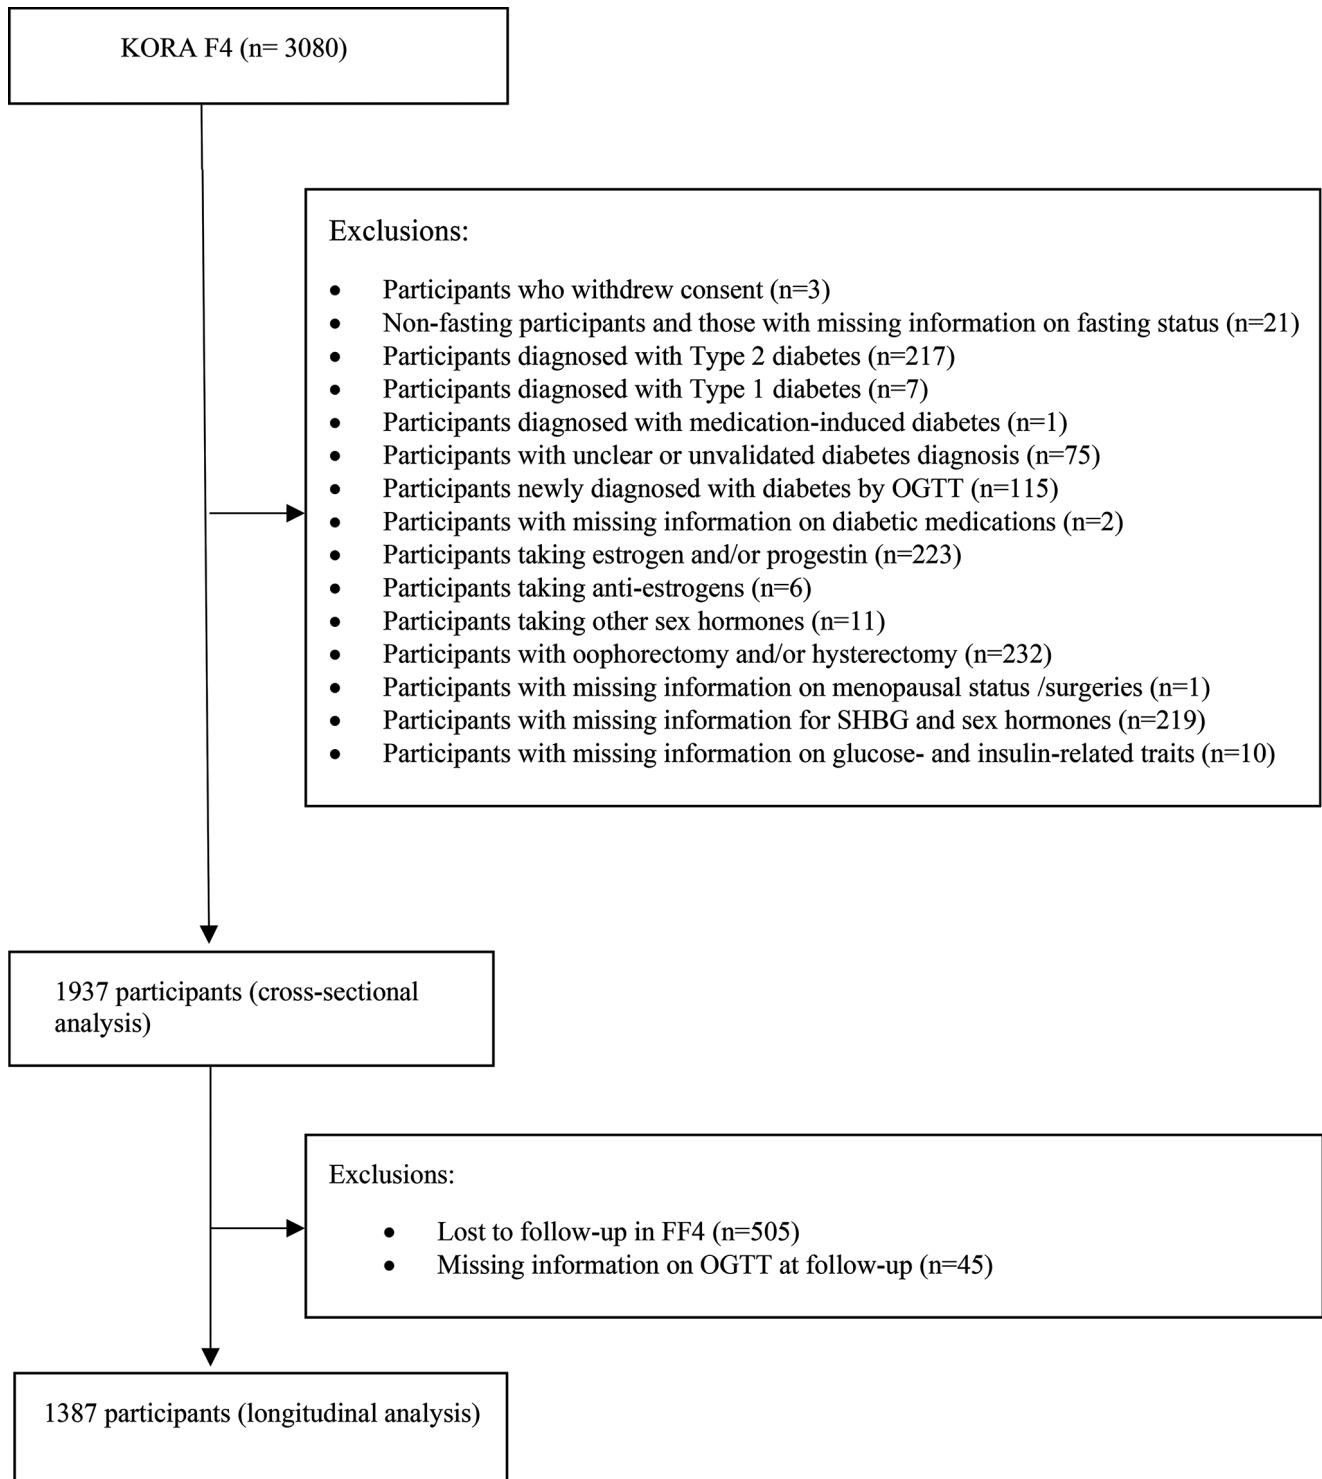 KORA F4 (n= 3080)
Exclusions:
• Participants who withdrew consent (n=3)
• Non-fasting participants and those with missing information on fasting status (n=21)
• Participants diagnosed with Type 2 diabetes (n=217)
• Participants diagnosed with Type 1 diabetes (n=7)
• Participants diagnosed with medication-induced diabetes (n=1)
• Participants with unclear or unvalidated diabetes diagnosis (n=75)
• Participants newly diagnosed with diabetes by OGTT (n=115)
• Participants with missing information on diabetic medications (n=2)
• Participants taking estrogen and/or progestin (n=223)
• Participants taking anti-estrogens (n=6)
• Participants taking other sex hormones (n=11)
• Participants with oophorectomy and/or hysterectomy (n=232)
• Participants with missing information on menopausal status /surgeries (n=1)
• Participants with missing information for SHBG and sex hormones (n=219)
• Participants with missing information on glucose- and insulin-related traits (n=10)
1937 participants (cross-sectional
analysis)
Exclusions:
• Lost to follow-up in FF4 (n=505)
• Missing information on OGTT at follow-up (n=45)
1387 participants (longitudinal analysis)